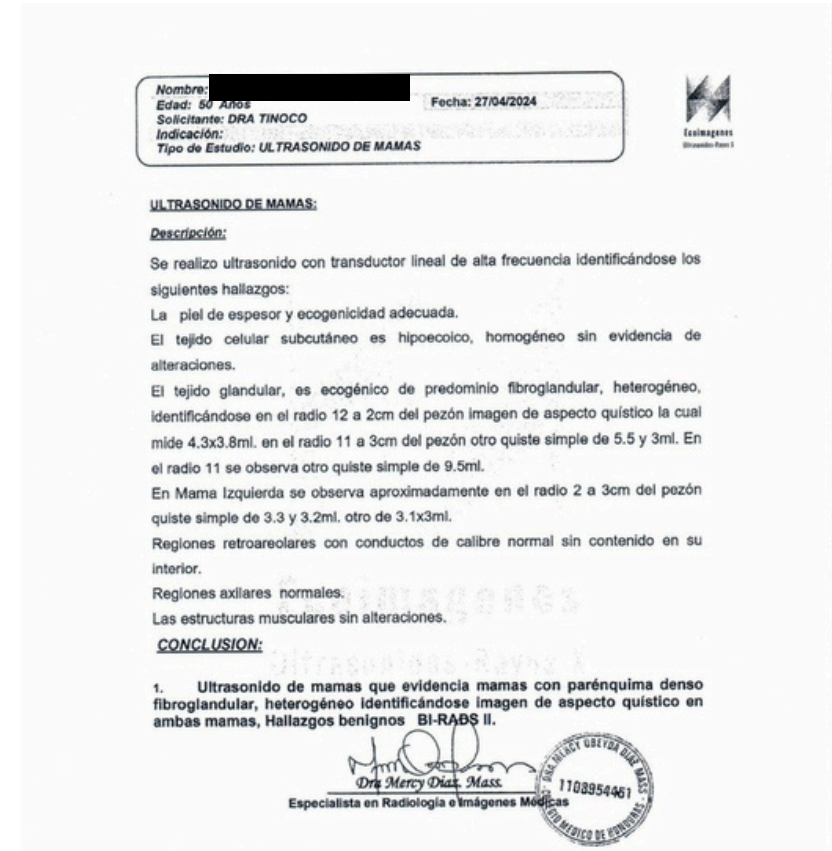 Nombre:
Edad: 50 Años
Fecha: 27/04/2024
Solicitante: DRA TINOCO
Indicación:
Tipo de Estudio: ULTRASONIDO DE MAMAS
Ecoimagenes
ULTRASONIDO DE MAMAS:
Descripción:
Se realizo ultrasonido con transductor lineal de alta frecuencia identificándose los
siguientes hallazgos:
La piel de espesor y ecogenicidad adecuada.
El tejido celular subcutáneo es hipoecoico, homogéneo sin evidencia de
alteraciones.
El tejido glandular, es ecogénico de predominio fibroglandular, heterogéneo,
identificándose en el radio 12 a 2cm del pezón imagen de aspecto quístico la cual
mide 4.3x3.8ml. en el radio 11 a 3cm del pezón otro quiste simple de 5.5 y 3ml. En
el radio 11 se observa otro quiste simple de 9.5ml.
En Mama Izquierda se observa aproximadamente en el radio 2 a 3cm del pezón
quiste simple de 3.3 y 3.2ml. otro de 3.1x3ml.
Regiones retroareolares con conductos de calibre normal sin contenido en su
interior.
Regiones axilares normales.
Las estructuras musculares sin alteraciones.
CONCLUSION:
1. Ultrasonido de mamas que evidencia mamas con parénquima denso
fibroglandular, heterogéneo identificándose imagen de aspecto quístico en
ambas mamas, Hallazgos benignos BI-RADS II.
Dra Mercy Diaz. Mass.
Especialista en Radiología e Imágenes Médicas
DRA. MERCY OBEYDA DIAZ MASS
1108954461
COLEGIO MEDICO DE HONDURAS